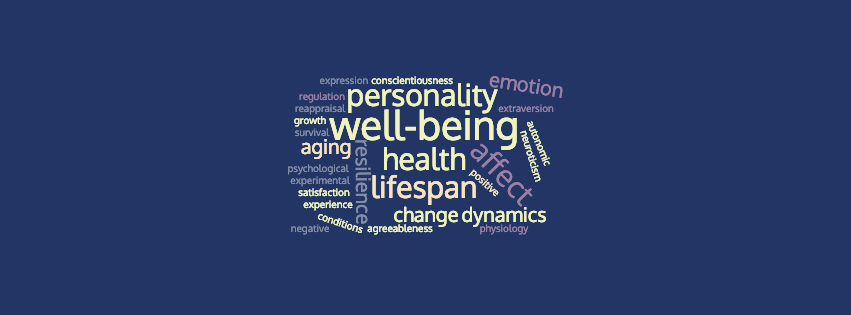 expression conscientiousness
emotion
regulation
personality
reappraisal
extraversion
growth
well-being
survival
autonomic
neuroticism
aging
resilience
health
affect
psychological
experimental
lifespan
positive
satisfaction
experience
conditions
change dynamics
negative
agreeableness
physiology